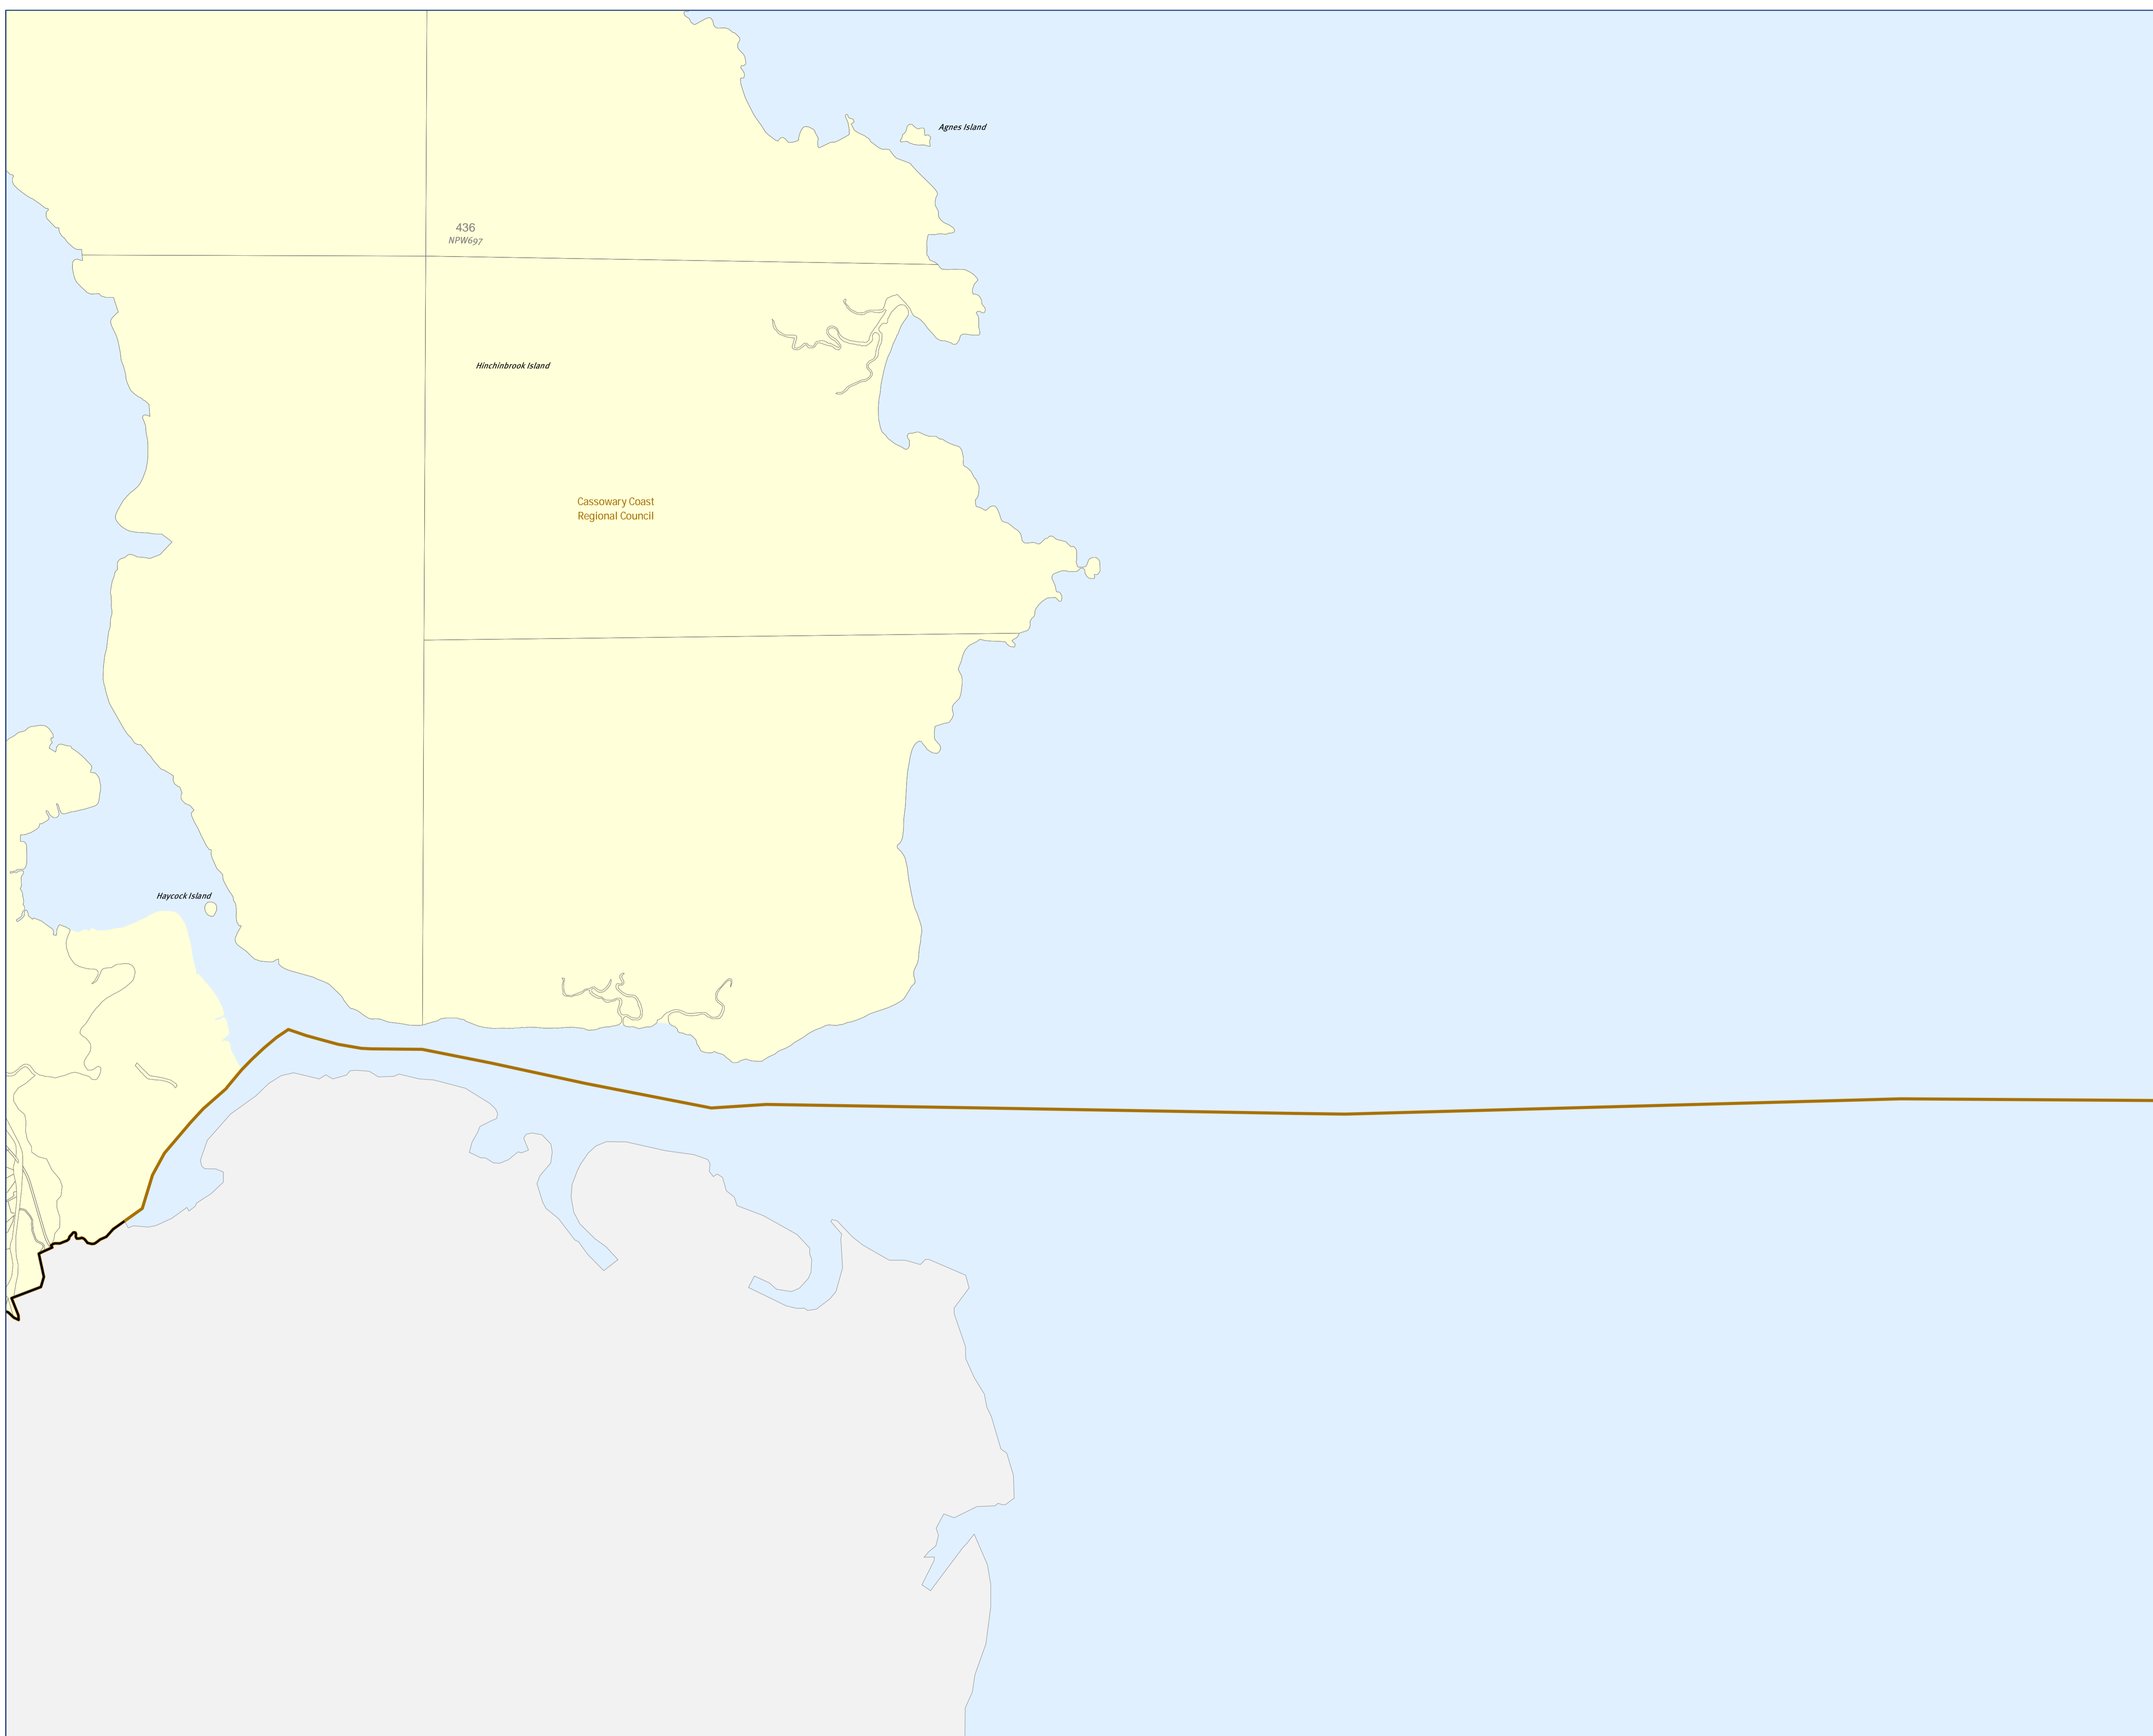 Agnes Island
436
NPW697
Hinchinbrook Island
Cassowary Coast
Regional Council
Haycock Island